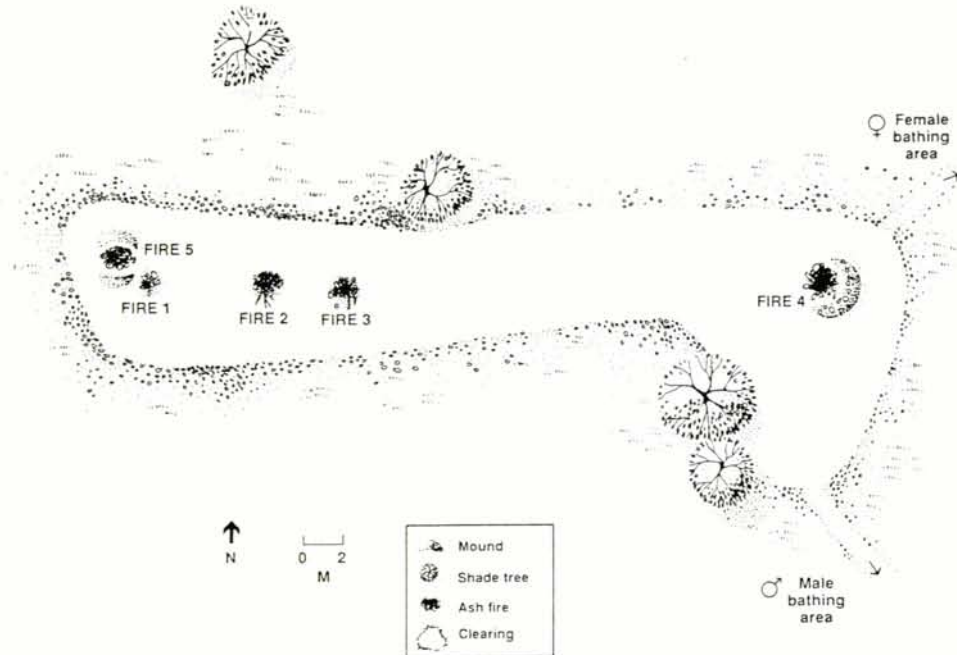 ♀ Female
bathing
area
FIRE 5
FIRE 1
FIRE 2
FIRE 3
FIRE 4
N
0 2
M
Mound
Shade tree
Ash fire
Clearing
♂ Male
bathing
area